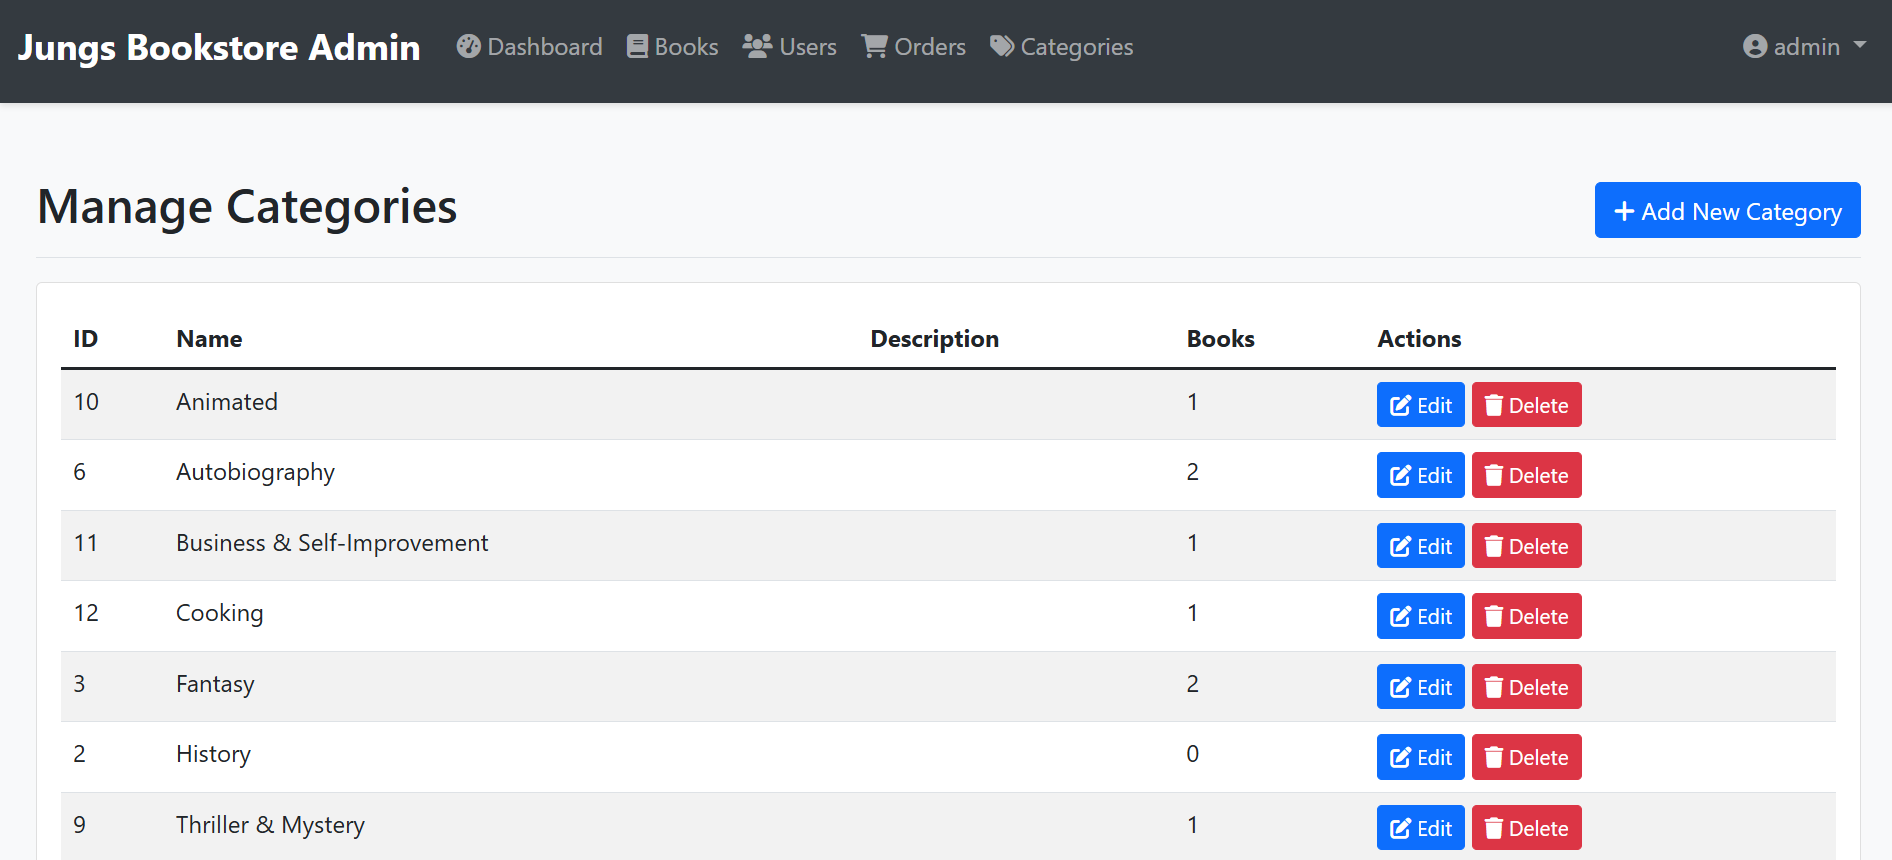 Jungs Bookstore Admin Dashboard Books Users Orders Categories admin
Manage Categories
Add New Category
ID Name Description Books Actions
10 Animated 1 Edit Delete
6 Autobiography 2 Edit Delete
11 Business & Self-Improvement 1 Edit Delete
12 Cooking 1 Edit Delete
3 Fantasy 2 Edit Delete
2 History 0 Edit Delete
9 Thriller & Mystery 1 Edit Delete